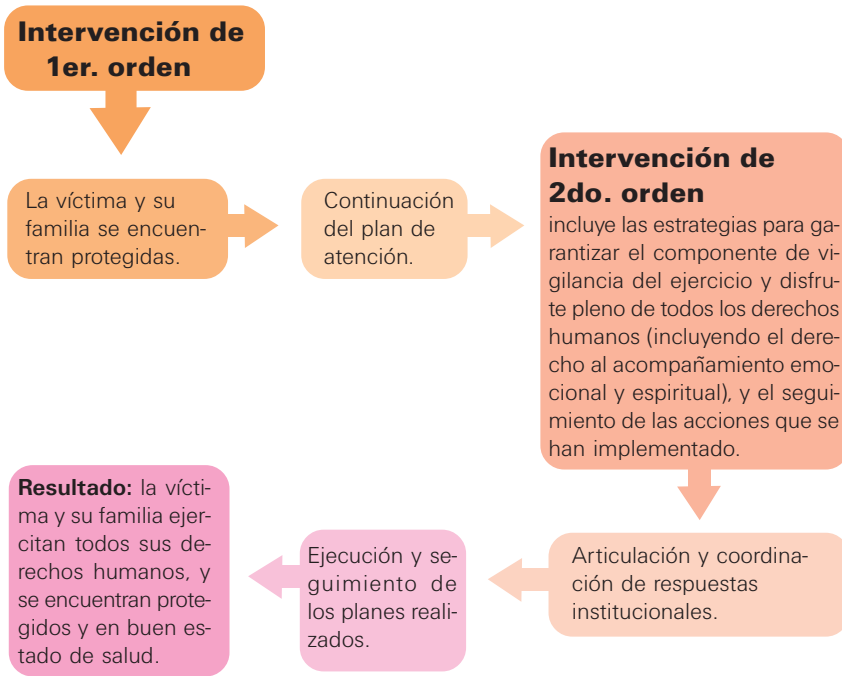 Intervención de
1er. orden
La víctima y su
familia se encuen-
tran protegidas.
Continuación
del plan de
atención.
Intervención de
2do. orden
incluye las estrategias para ga-
rantizar el componente de vi-
gilancia del ejercicio y disfru-
te pleno de todos los derechos
humanos (incluyendo el dere-
cho al acompañamiento emo-
cional y espiritual), y el segui-
miento de las acciones que se
han implementado.
Articulación y coordina-
ción de respuestas
institucionales.
Ejecución y se-
guimiento de
los planes reali-
zados.
Resultado: la vícti-
ma y su familia ejer-
citan todos sus de-
rechos humanos, y
se encuentran prote-
gidos y en buen es-
tado de salud.